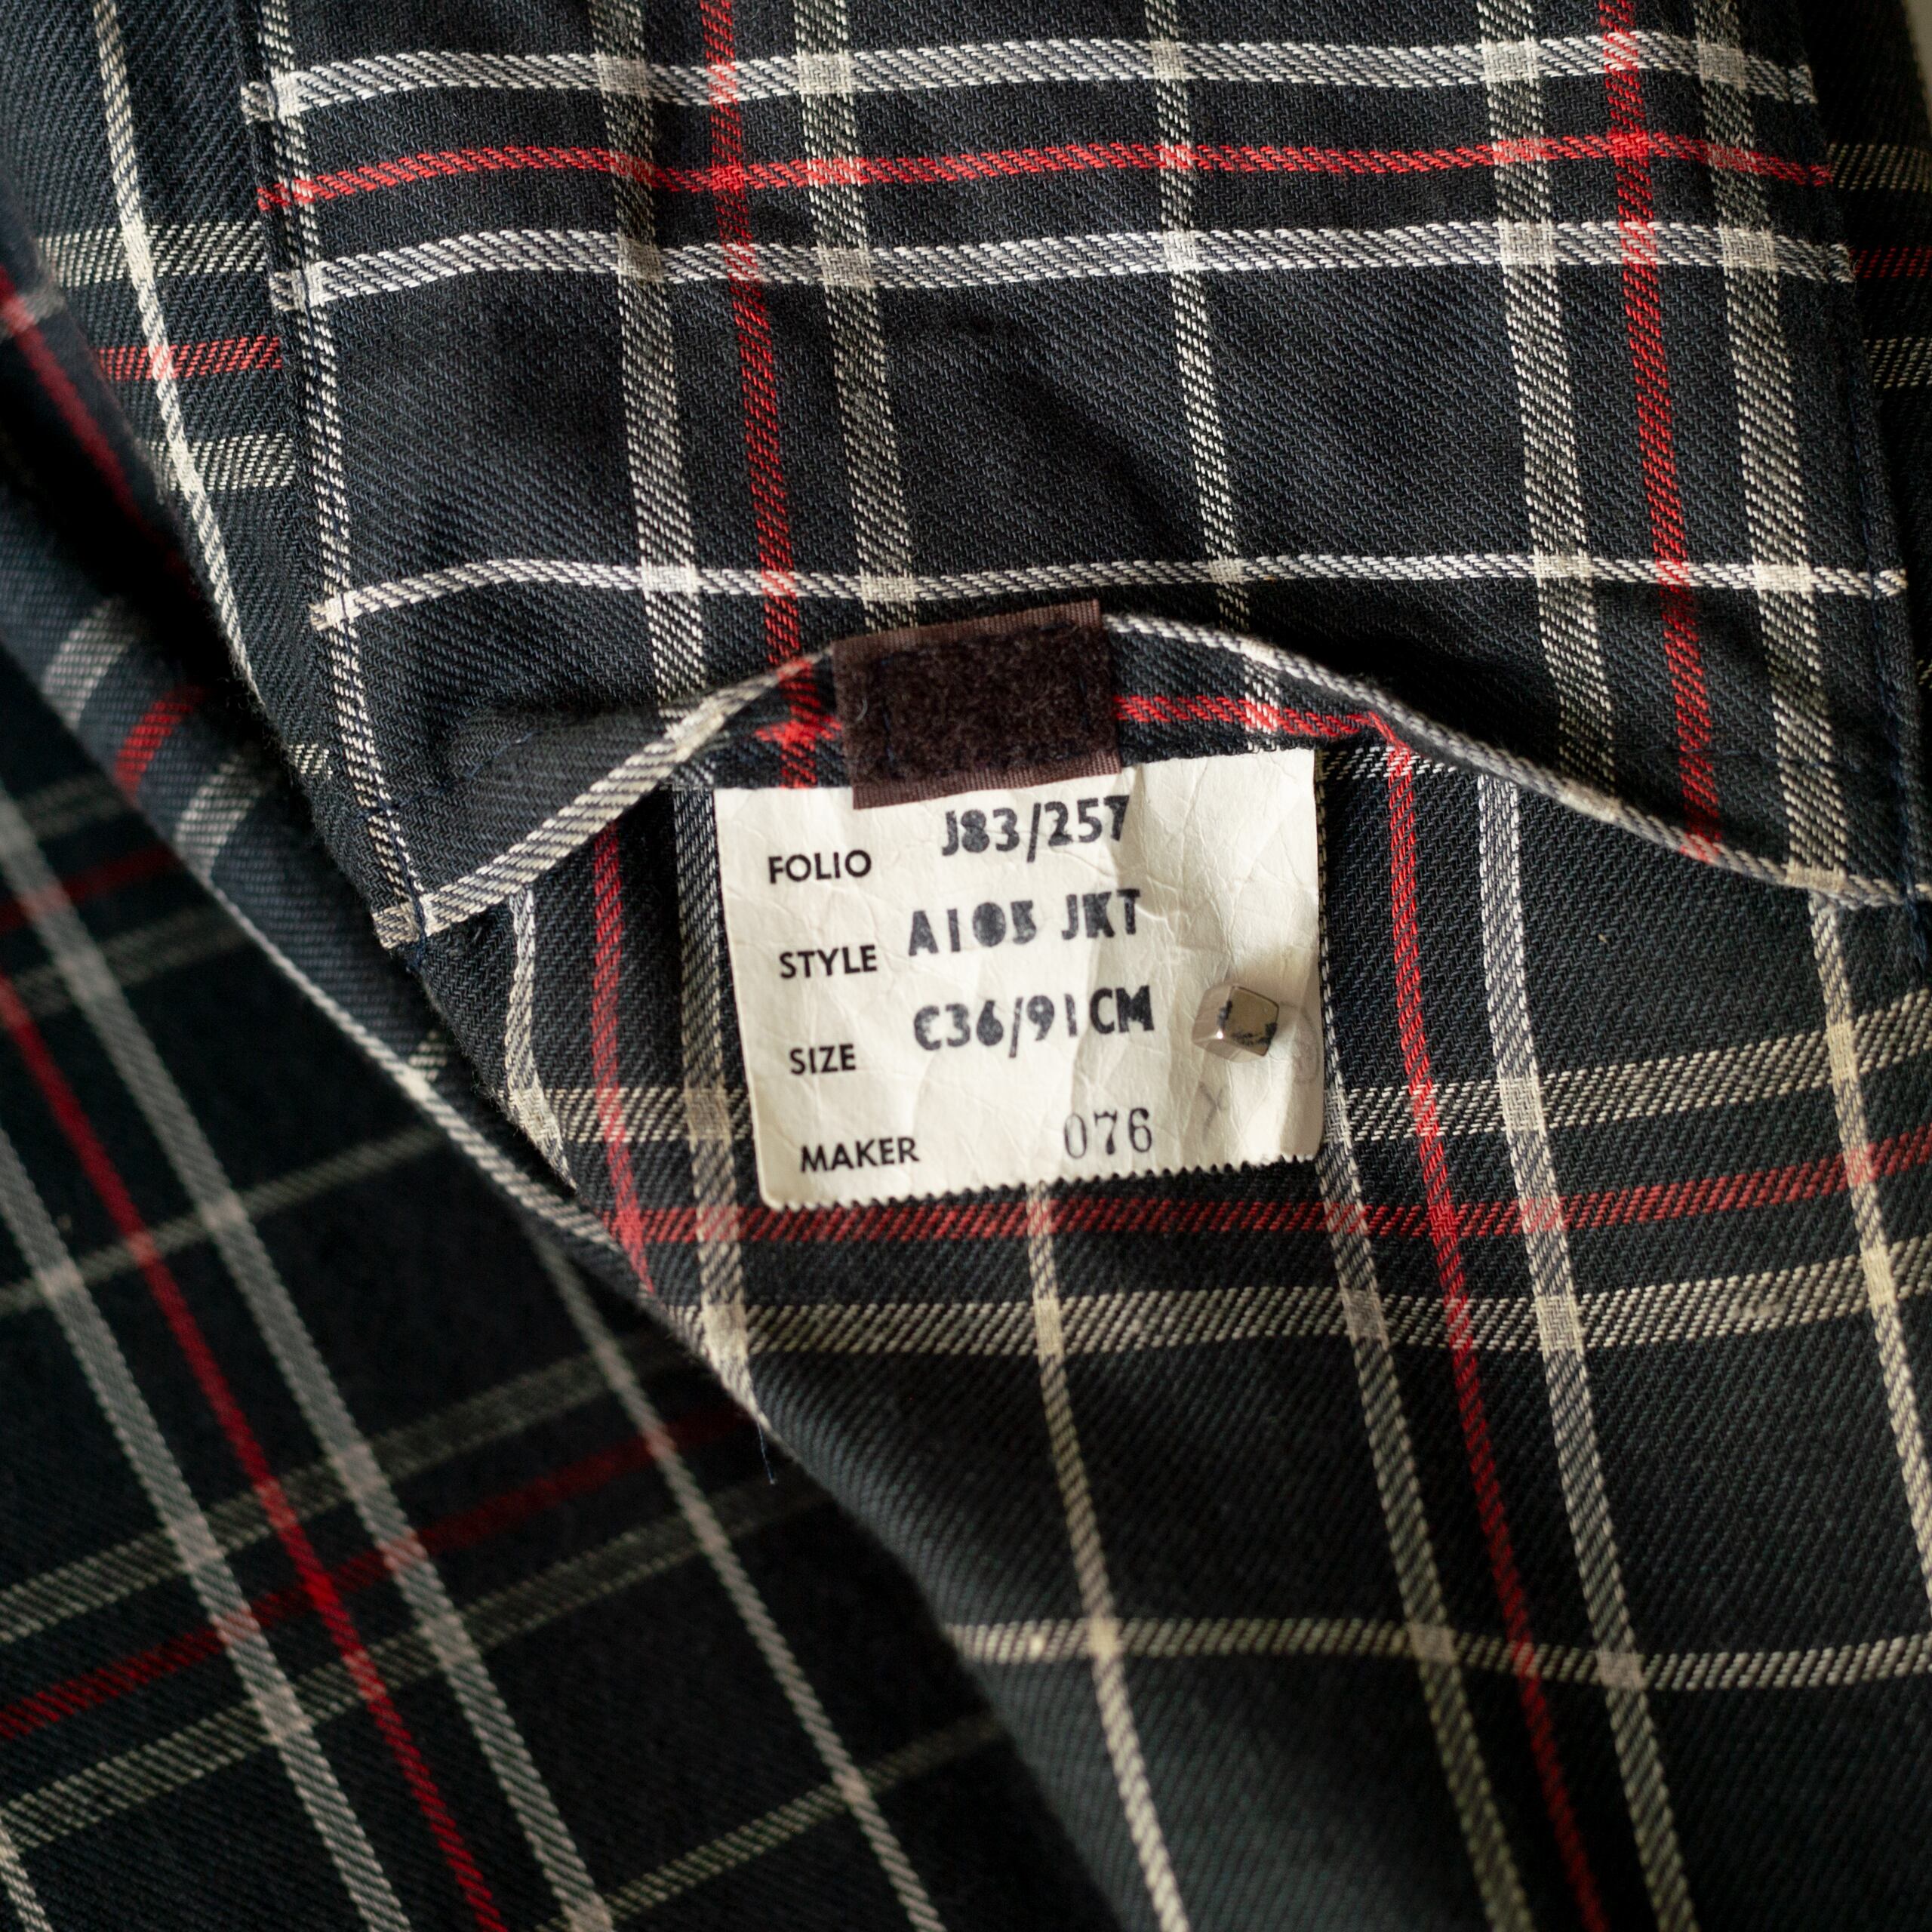 FOLIO J83/257
STYLE A105 JKT
SIZE C36/91CM
MAKER 076